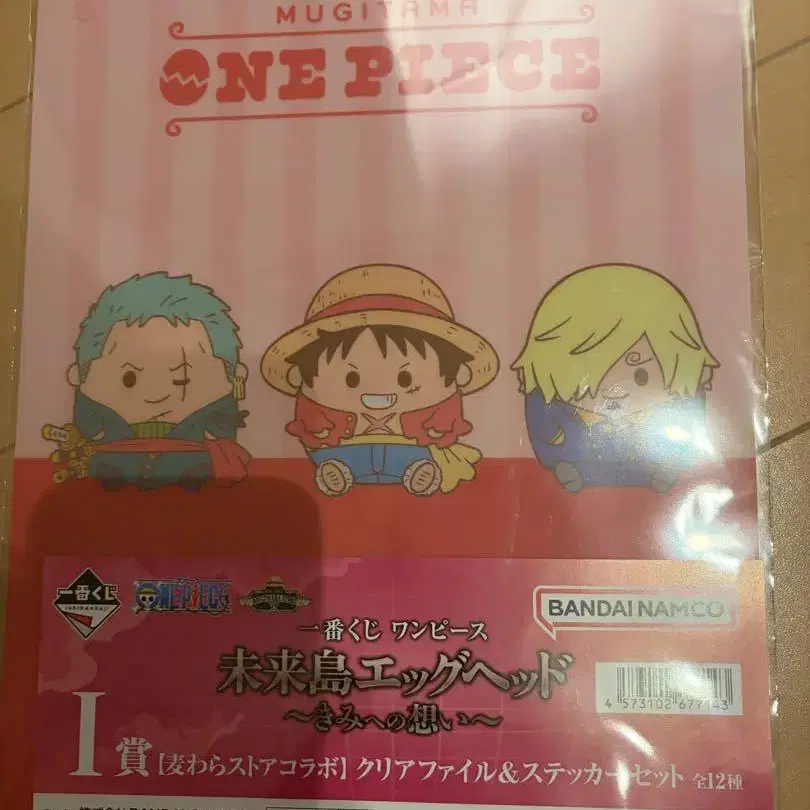 MUGITAMA
ONE PIECE
一番くじ
ONE PIECE
BANDAI NAMCO
一番くじ ワンピース
未来島エッグヘッド
～きみへの想い～
4 573102 677143
I賞【麦わらストアコラボ】クリアファイル&ステッカーセット 全12種